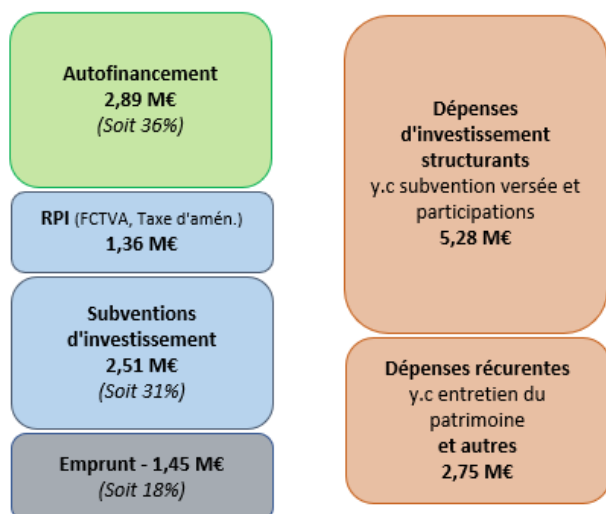 Autofinancement
2,89 M€
(Soit 36%)
RPI (FCTVA, Taxe d'amén.)
1,36 M€
Subventions
d'investissement
2,51 M€
(Soit 31%)
Emprunt - 1,45 M€
(Soit 18%)
Dépenses
d'investissement
structurants
y.c subvention versée et
participations
5,28 M€
Dépenses récurentes
y.c entretien du
patrimoine
et autres
2,75 M€